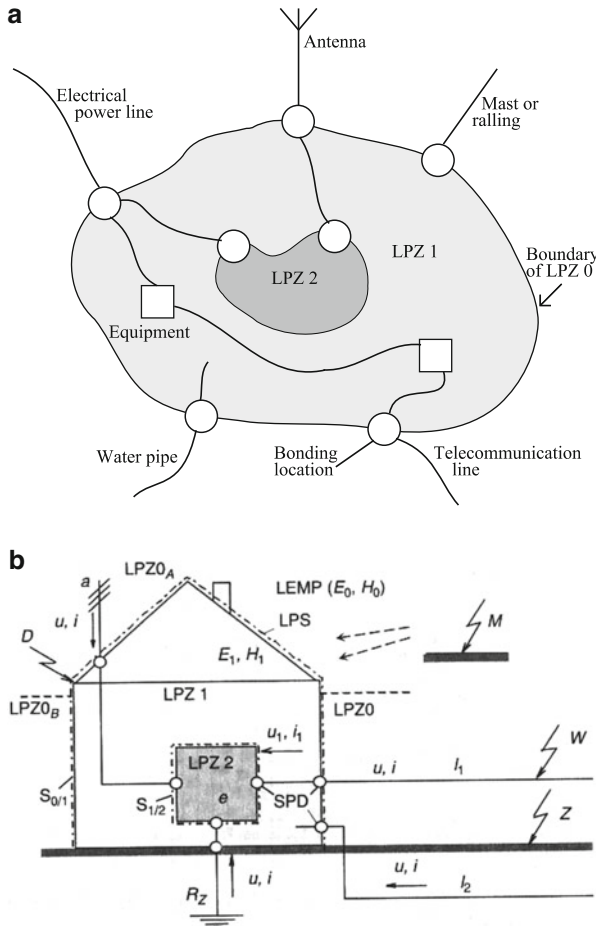 a
Antenna
Electrical
power line
Mast or
ralling
LPZ 1
Boundary
of LPZ 0
LPZ 2
Equipment
Water pipe
Bonding
location
Telecommunication
line
b
LPZ0A
a
LEMP (E0, H0)
u, i
LPS
M
D
E1, H1
LPZ 1
LPZ0B
LPZ0
u1, i1
W
LPZ 2
u, i
l1
S0/1
S1/2
e
SPD
Z
u, i
u, i
l2
RZ